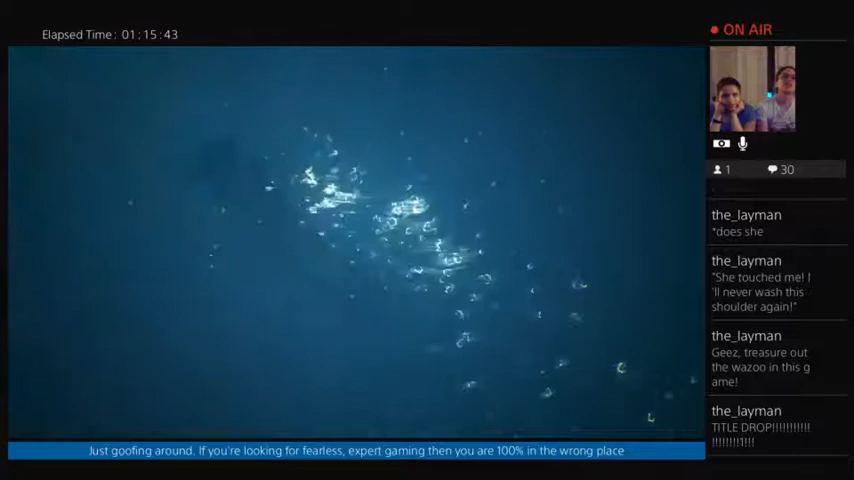 Elapsed Time: 01:15:43
ON AIR
1
30
the_layman
*does she
the_layman
"She touched me! I
'll never wash this
shoulder again!"
the_layman
Geez, treasure out
the wazoo in this g
ame!
the_layman
TITLE DROP!!!!!!!!!!!
!!!!!!!!1!!!
Just goofing around. If you're looking for fearless, expert gaming then you are 100% in the wrong place